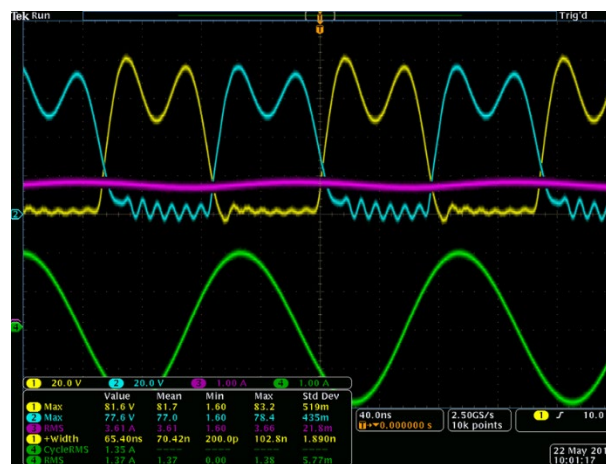 Tek Run Trig'd
T
T
2
4
1 20.0 V 2 20.0 V 3 1.00 A 4 1.00 A
Value Mean Min Max Std Dev
1 Max 81.6 V 81.7 1.60 83.2 519m
2 Max 77.6 V 77.0 1.60 78.4 435m
3 RMS 3.61 A 3.61 3.60 3.66 21.8m
1 +Width 65.40ns 70.42n 200.0p 102.8n 1.890n
4 CycleRMS 1.35 A
4 RMS 1.37 A 1.37 0.00 1.38 5.77m
40.0ns
T→▾0.000000 s
2.50GS/s
10k points
1 10.0
22 May 201
10:01:17